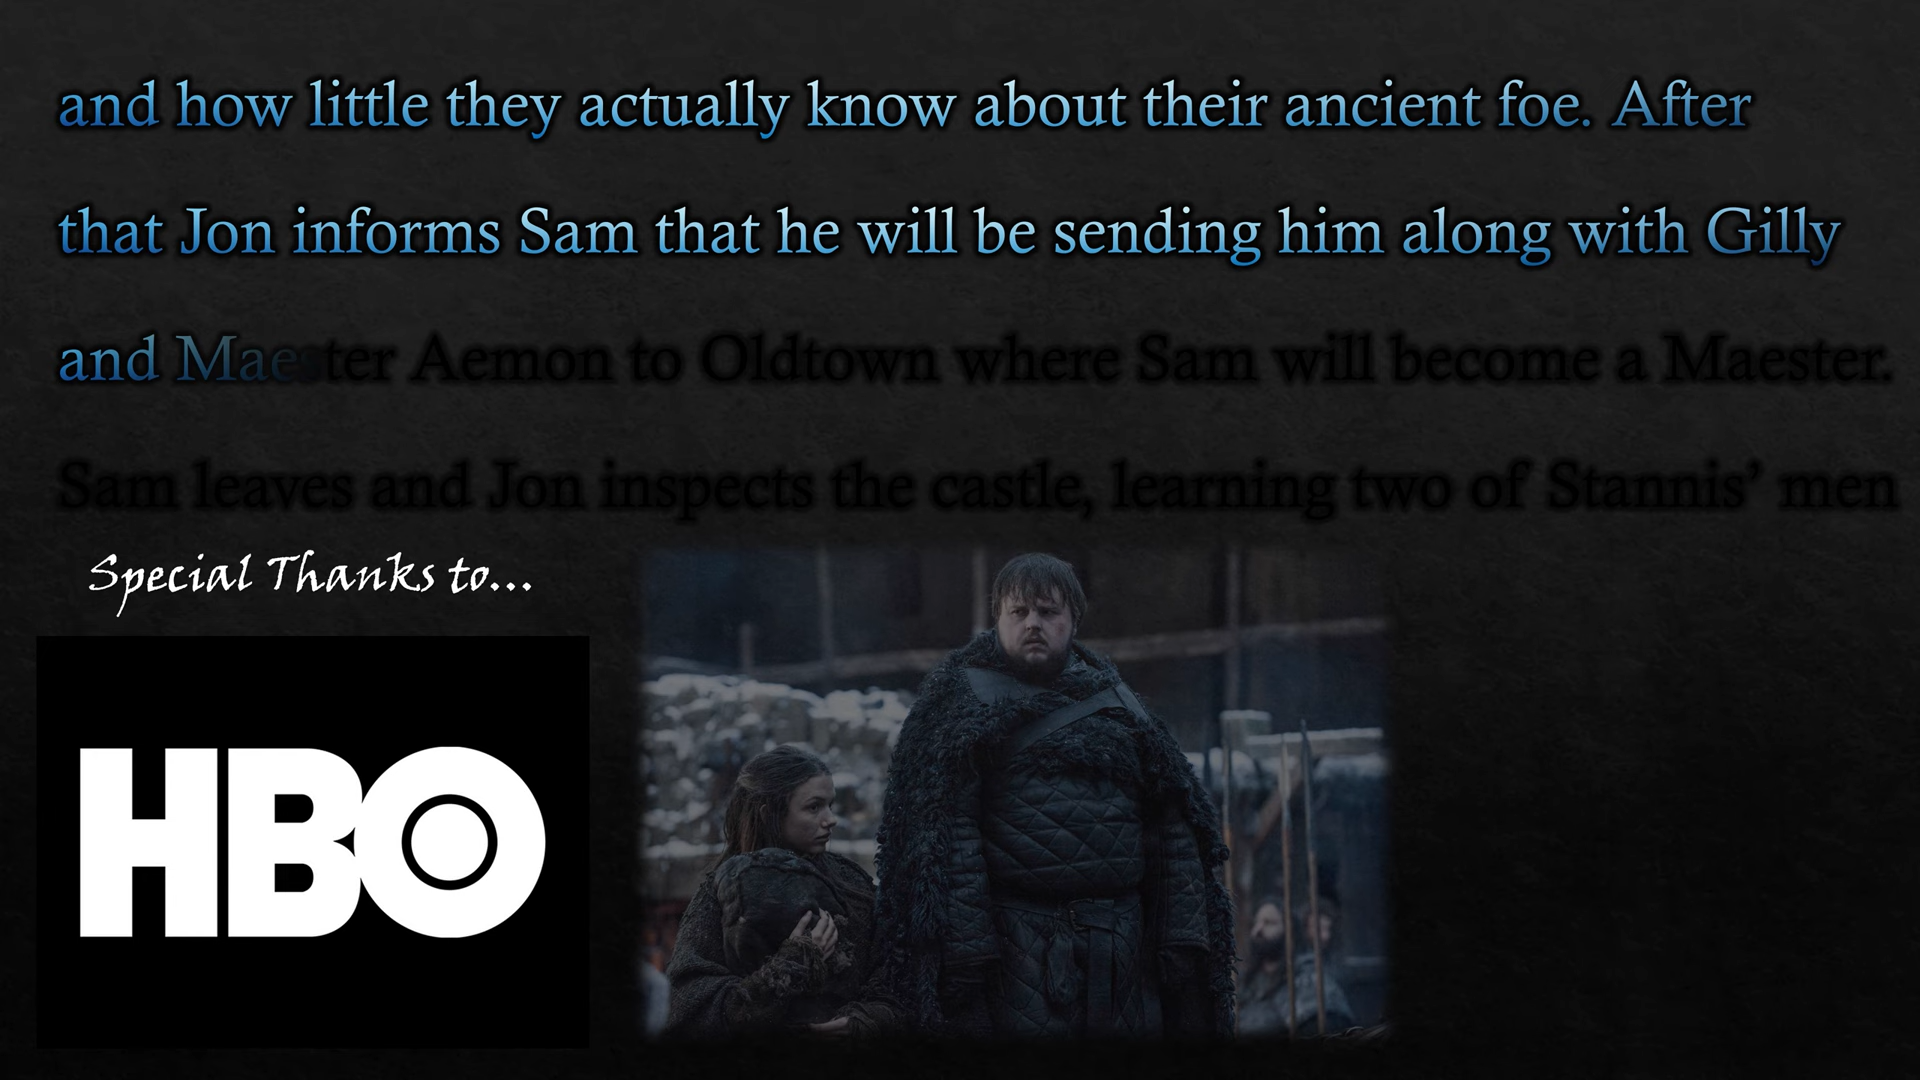 and how little they actually know about their ancient foe. After
that Jon informs Sam that he will be sending him along with Gilly
and Maester Aemon to Oldtown where Sam will become a Maester.
Sam leaves and Jon inspects the castle, learning two of Stannis’ men
Special Thanks to...
HBO